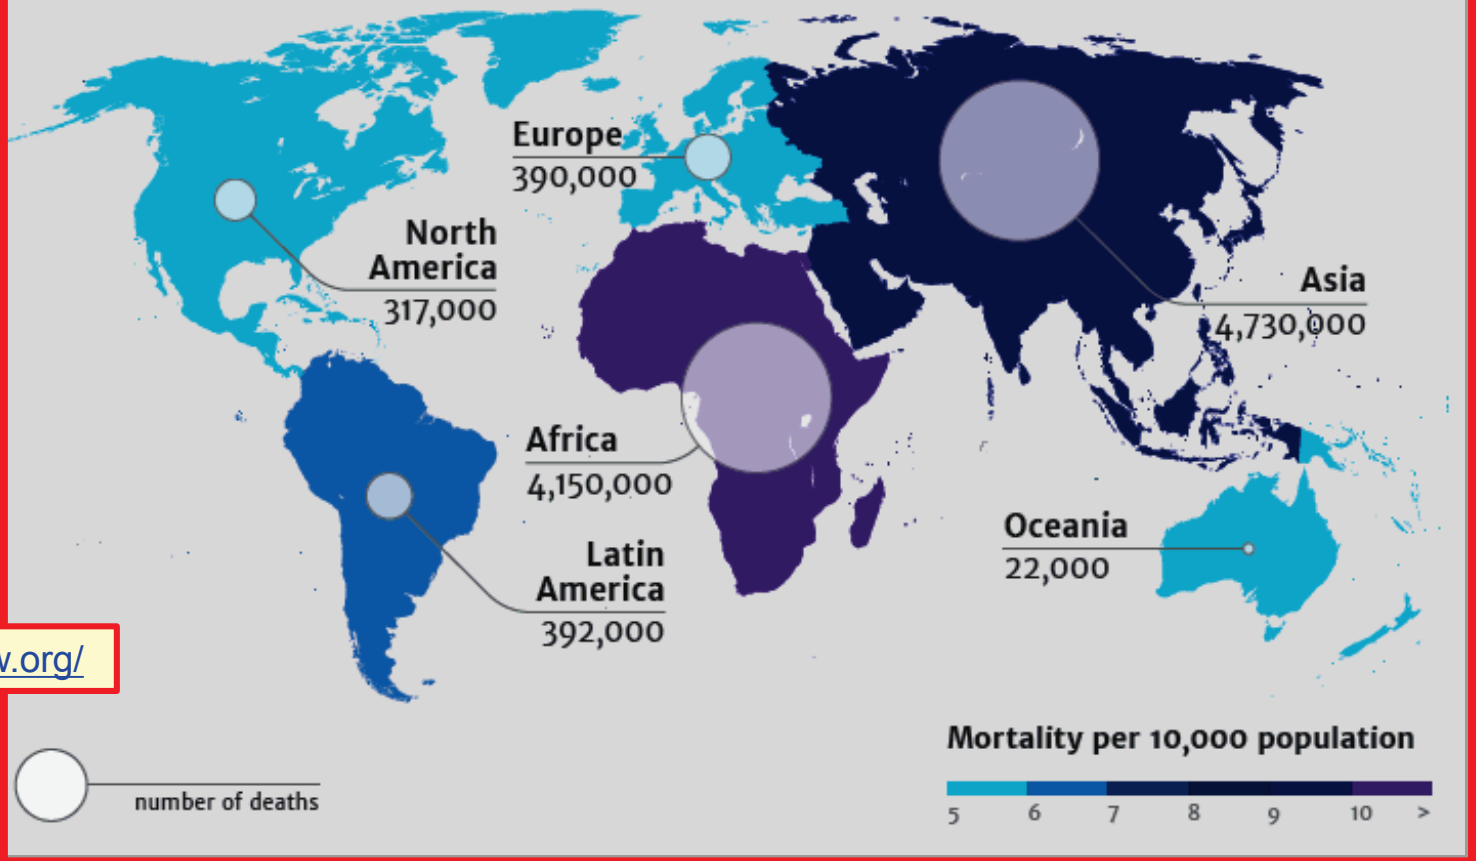 Europe
390,000
North
America
317,000
Asia
4,730,000
Africa
4,150,000
Latin
America
392,000
Oceania
22,000
w.org/
number of deaths
Mortality per 10,000 population
5 6 7 8 9 10 >